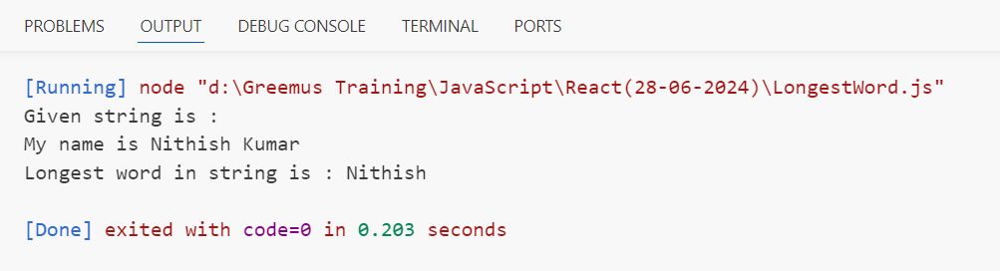 PROBLEMS OUTPUT DEBUG CONSOLE TERMINAL PORTS
[Running] node "d:\Greemus Training\JavaScript\React(28-06-2024)\LongestWord.js"
Given string is :
My name is Nithish Kumar
Longest word in string is : Nithish
[Done] exited with code=0 in 0.203 seconds